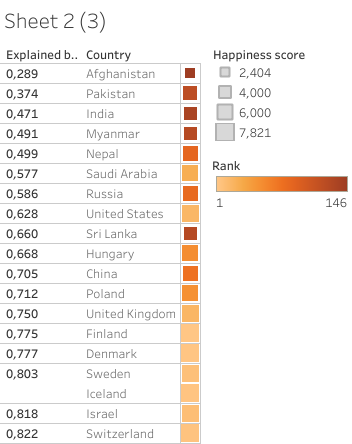 Sheet 2 (3)
Explained b.. Country
0,289 Afghanistan
0,374 Pakistan
0,471 India
0,491 Myanmar
0,499 Nepal
0,577 Saudi Arabia
0,586 Russia
0,628 United States
0,660 Sri Lanka
0,668 Hungary
0,705 China
0,712 Poland
0,750 United Kingdom
0,775 Finland
0,777 Denmark
0,803 Sweden
Iceland
0,818 Israel
0,822 Switzerland
Happiness score
2,404
4,000
6,000
7,821
Rank
1 146